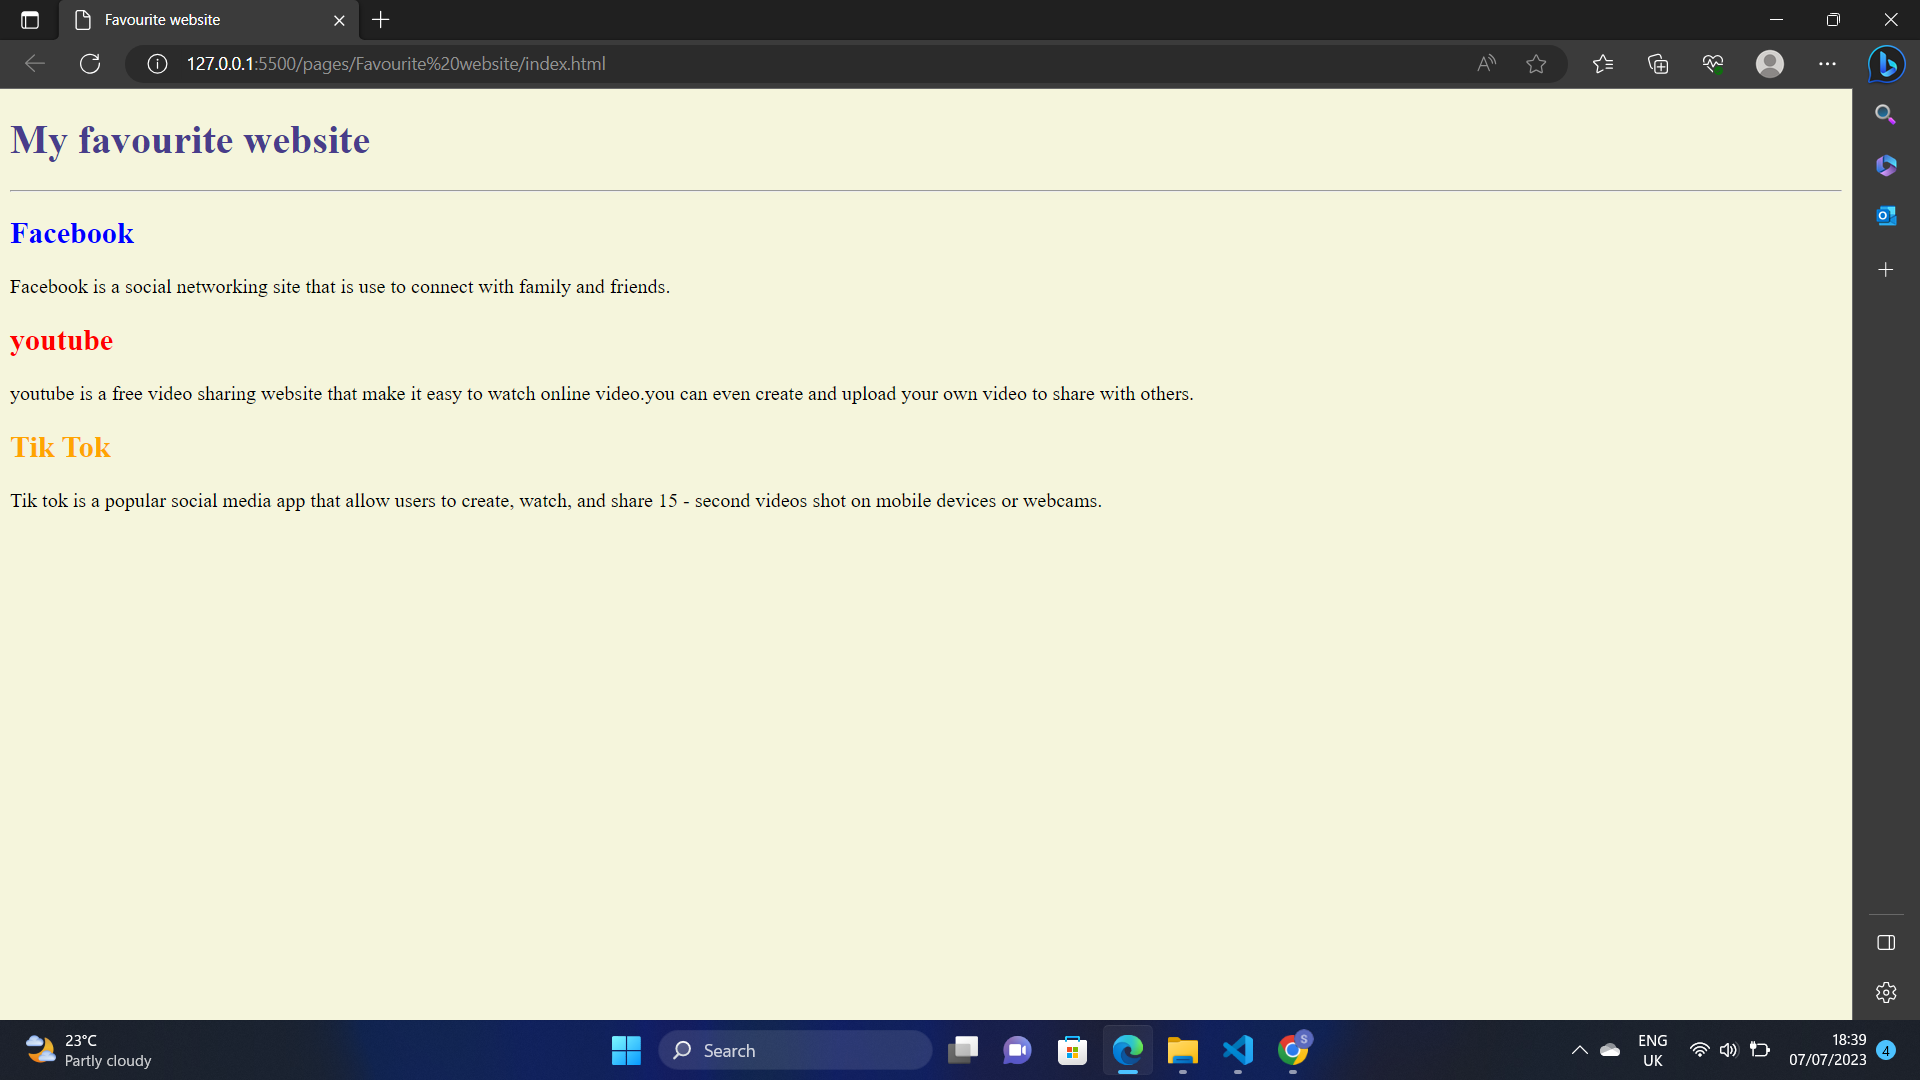 Favourite website
127.0.0.1:5500/pages/Favourite%20website/index.html
My favourite website
Facebook
Facebook is a social networking site that is use to connect with family and friends.
youtube
youtube is a free video sharing website that make it easy to watch online video.you can even create and upload your own video to share with others.
Tik Tok
Tik tok is a popular social media app that allow users to create, watch, and share 15 - second videos shot on mobile devices or webcams.
23°C
Partly cloudy
Search
S
ENG
UK
18:39
07/07/2023
4